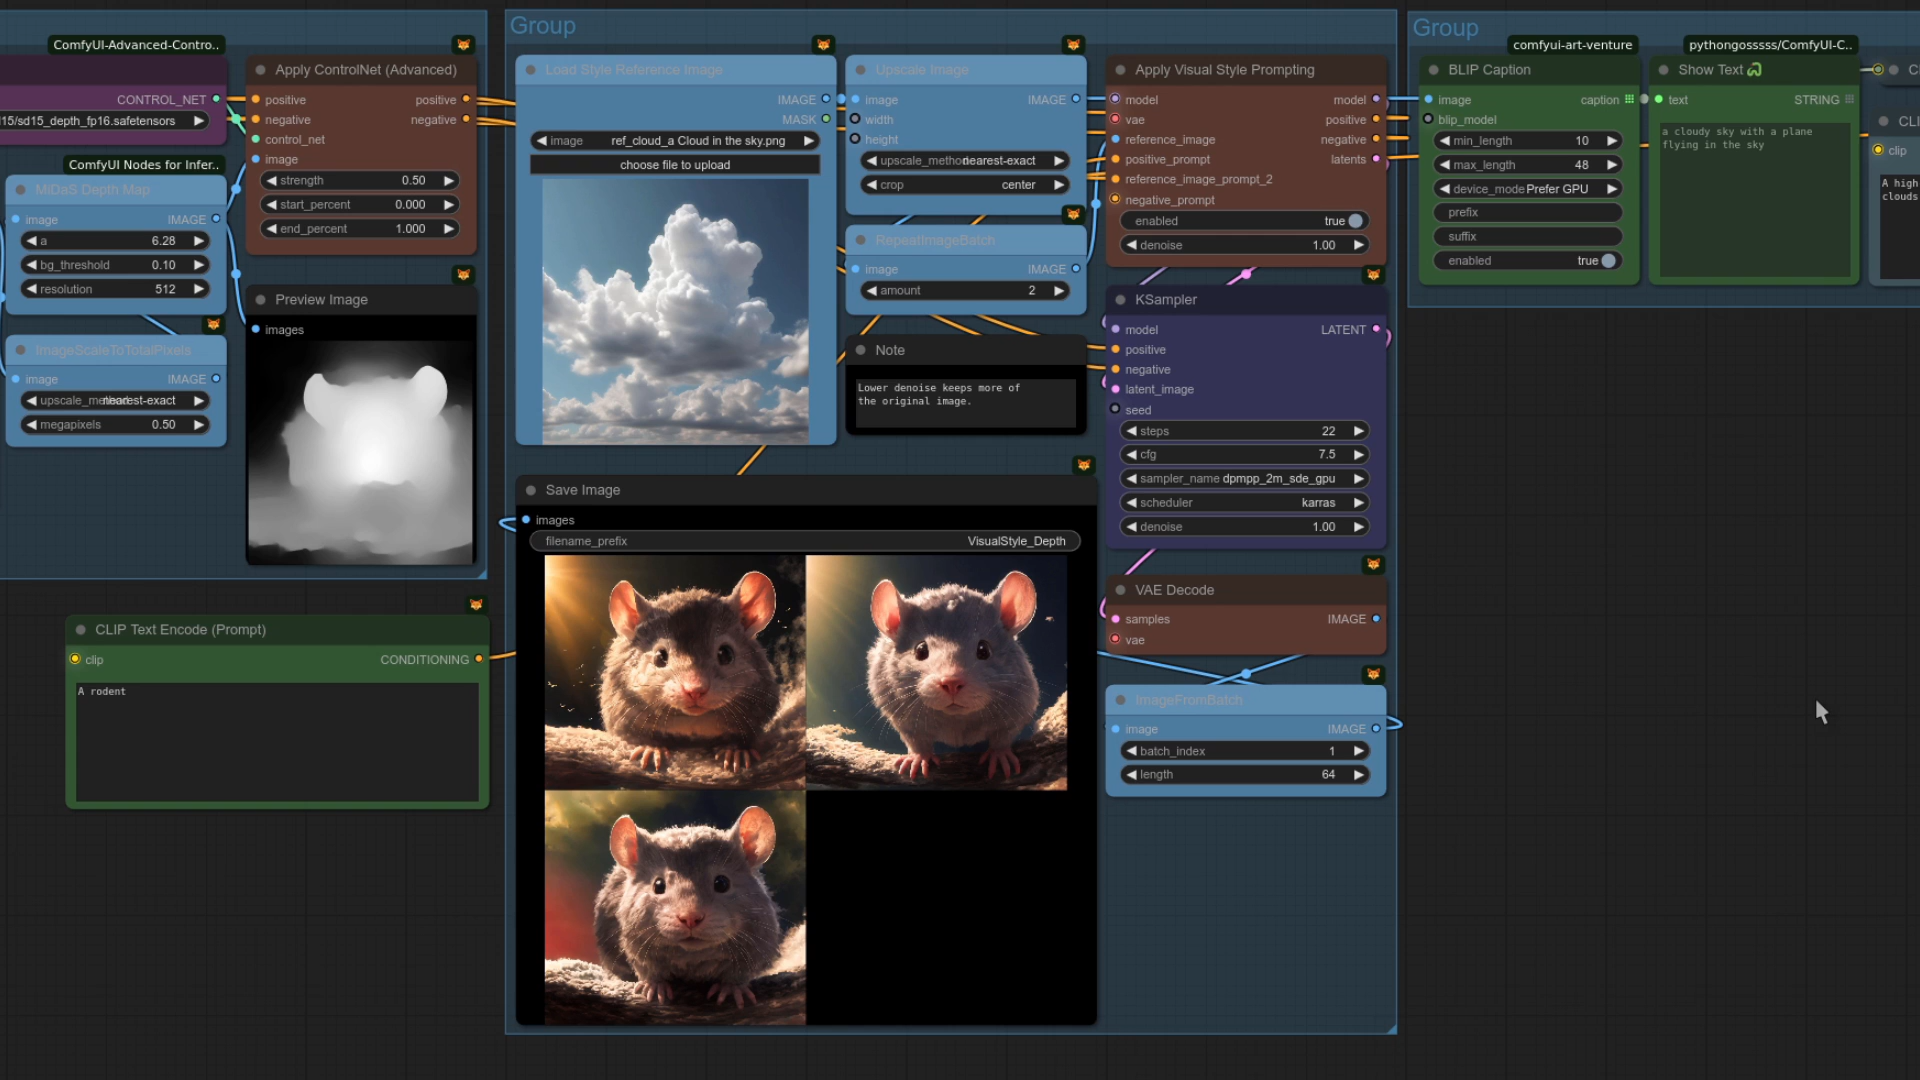 ComfyUI-Advanced-Contro..
CONTROL_NET
l15/sd15_depth_fp16.safetensors
ComfyUI Nodes for Infer..
MiDaS Depth Map
image IMAGE
a 6.28
bg_threshold 0.10
resolution 512
ImageScaleToTotalPixels
image IMAGE
nearest-exact
megapixels 0.50
Apply ControlNet (Advanced)
positive positive
negative negative
control_net
image
strength 0.50
start_percent 0.000
end_percent 1.000
Preview Image
images
CLIP Text Encode (Prompt)
clip CONDITIONING
A rodent
Group
Load Style Reference Image
IMAGE
MASK
image ref_cloud_a Cloud in the sky.png
choose file to upload
Upscale Image
image IMAGE
width
height
nearest-exact
crop center
RepeatImageBatch
image IMAGE
amount 2
Note
Lower denoise keeps more of
the original image.
Save Image
images
filename_prefix VisualStyle_Depth
Apply Visual Style Prompting
model model
vae positive
reference_image negative
positive_prompt latents
reference_image_prompt_2
negative_prompt
enabled true
denoise 1.00
KSampler
model LATENT
positive
negative
latent_image
seed
steps 22
cfg 7.5
sampler_name dpmpp_2m_sde_gpu
scheduler karras
denoise 1.00
VAE Decode
samples IMAGE
vae
ImageFromBatch
image IMAGE
batch_index 1
length 64
Group
comfyui-art-venture
BLIP Caption
image caption
blip_model
min_length 10
max_length 48
device_mode Prefer GPU
prefix
suffix
enabled true
pythongosssss/ComfyUI-C..
Show Text
text STRING
a cloudy sky with a plane
flying in the sky
CLI
clip
A high
clouds